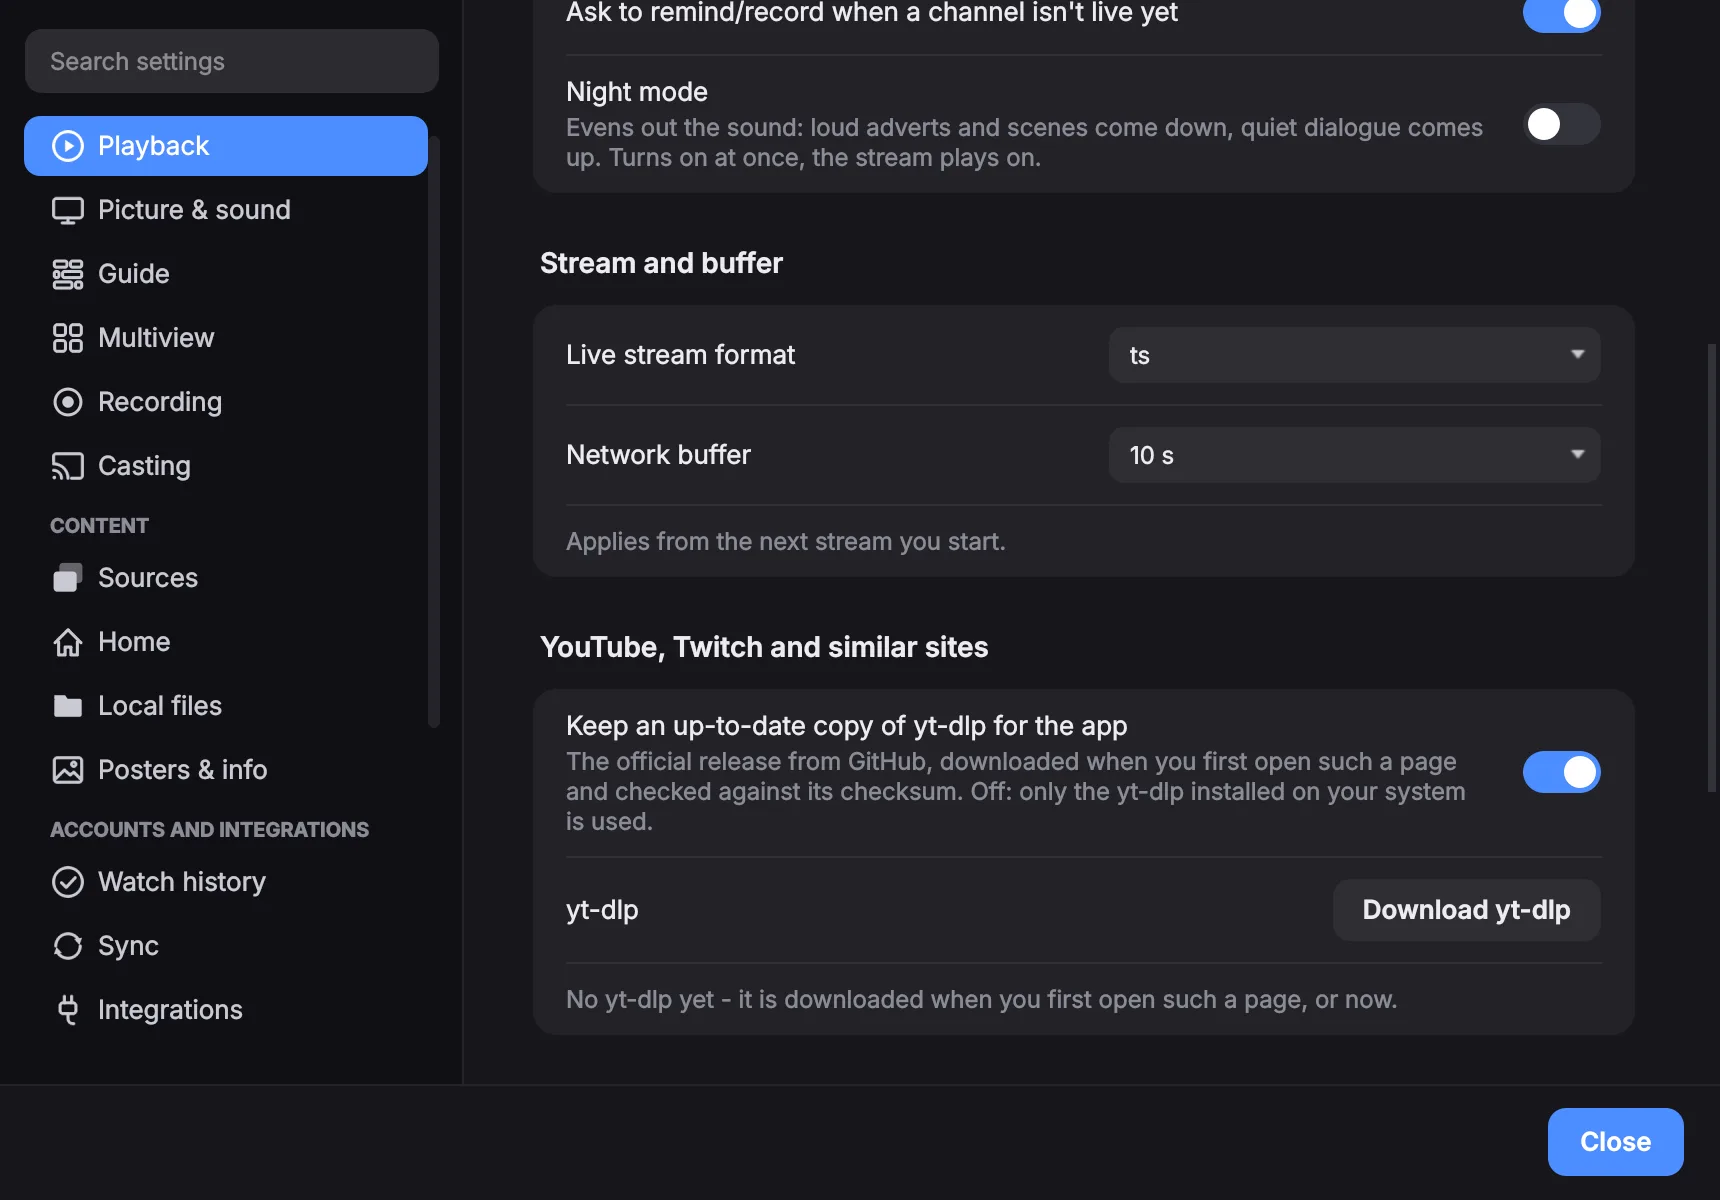 Search settings
Playback
Picture & sound
Guide
Multiview
Recording
Casting
CONTENT
Sources
Home
Local files
Posters & info
ACCOUNTS AND INTEGRATIONS
Watch history
Sync
Integrations
Ask to remind/record when a channel isn't live yet
Night mode
Evens out the sound: loud adverts and scenes come down, quiet dialogue comes
up. Turns on at once, the stream plays on.
Stream and buffer
Live stream format
ts
Network buffer
10 s
Applies from the next stream you start.
YouTube, Twitch and similar sites
Keep an up-to-date copy of yt-dlp for the app
The official release from GitHub, downloaded when you first open such a page
and checked against its checksum. Off: only the yt-dlp installed on your system
is used.
yt-dlp
Download yt-dlp
No yt-dlp yet - it is downloaded when you first open such a page, or now.
Close